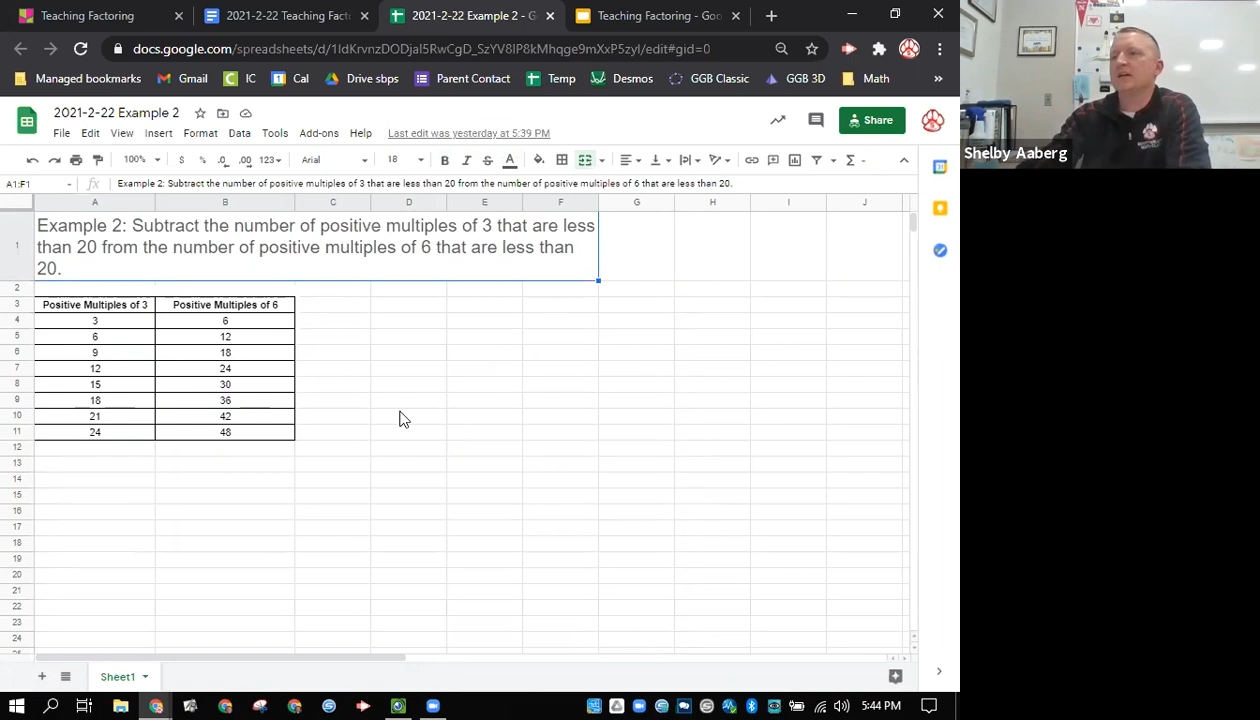 Teaching Factoring
2021-2-22 Teaching Fact
2021-2-22 Example 2 - G
Teaching Factoring - Goo
docs.google.com/spreadsheets/d/1IdKrvnzDODjaI5RwCgD_SzYV8IP8kMhqge9mXxP5zyI/edit#gid=0
Managed bookmarks
Gmail
IC
Cal
Drive sbps
Parent Contact
Temp
Desmos
GGB Classic
GGB 3D
Math
»
2021-2-22 Example 2
File Edit View Insert Format Data Tools Add-ons Help Last edit was yesterday at 5:39 PM
Share
100% $ % .0 .00 123 Arial 18 B I S A
A1:F1 fx Example 2: Subtract the number of positive multiples of 3 that are less than 20 from the number of positive multiples of 6 that are less than 20.
A B C D E F G H I J
1 Example 2: Subtract the number of positive multiples of 3 that are less
than 20 from the number of positive multiples of 6 that are less than
20.
2
3 Positive Multiples of 3 Positive Multiples of 6
4 3 6
5 6 12
6 9 18
7 12 24
8 15 30
9 18 36
10 21 42
11 24 48
12
13
14
15
16
17
18
19
20
21
22
23
24
Sheet1
5:44 PM
Shelby Aaberg